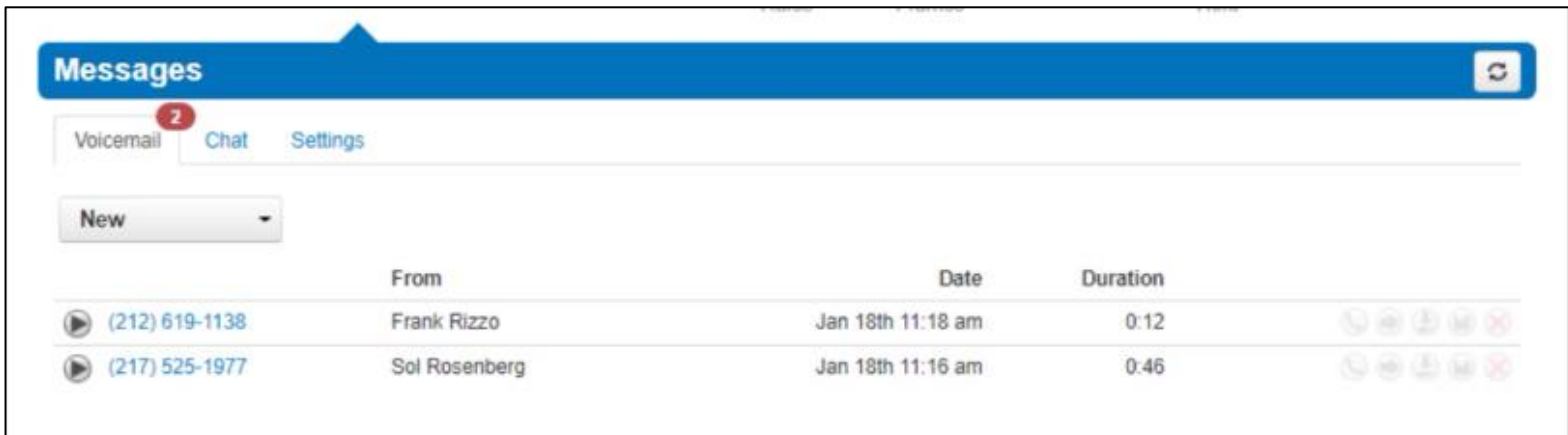 Messages
2
Voicemail Chat Settings
New
From Date Duration
(212) 619-1138 Frank Rizzo Jan 18th 11:18 am 0:12
(217) 525-1977 Sol Rosenberg Jan 18th 11:16 am 0:46